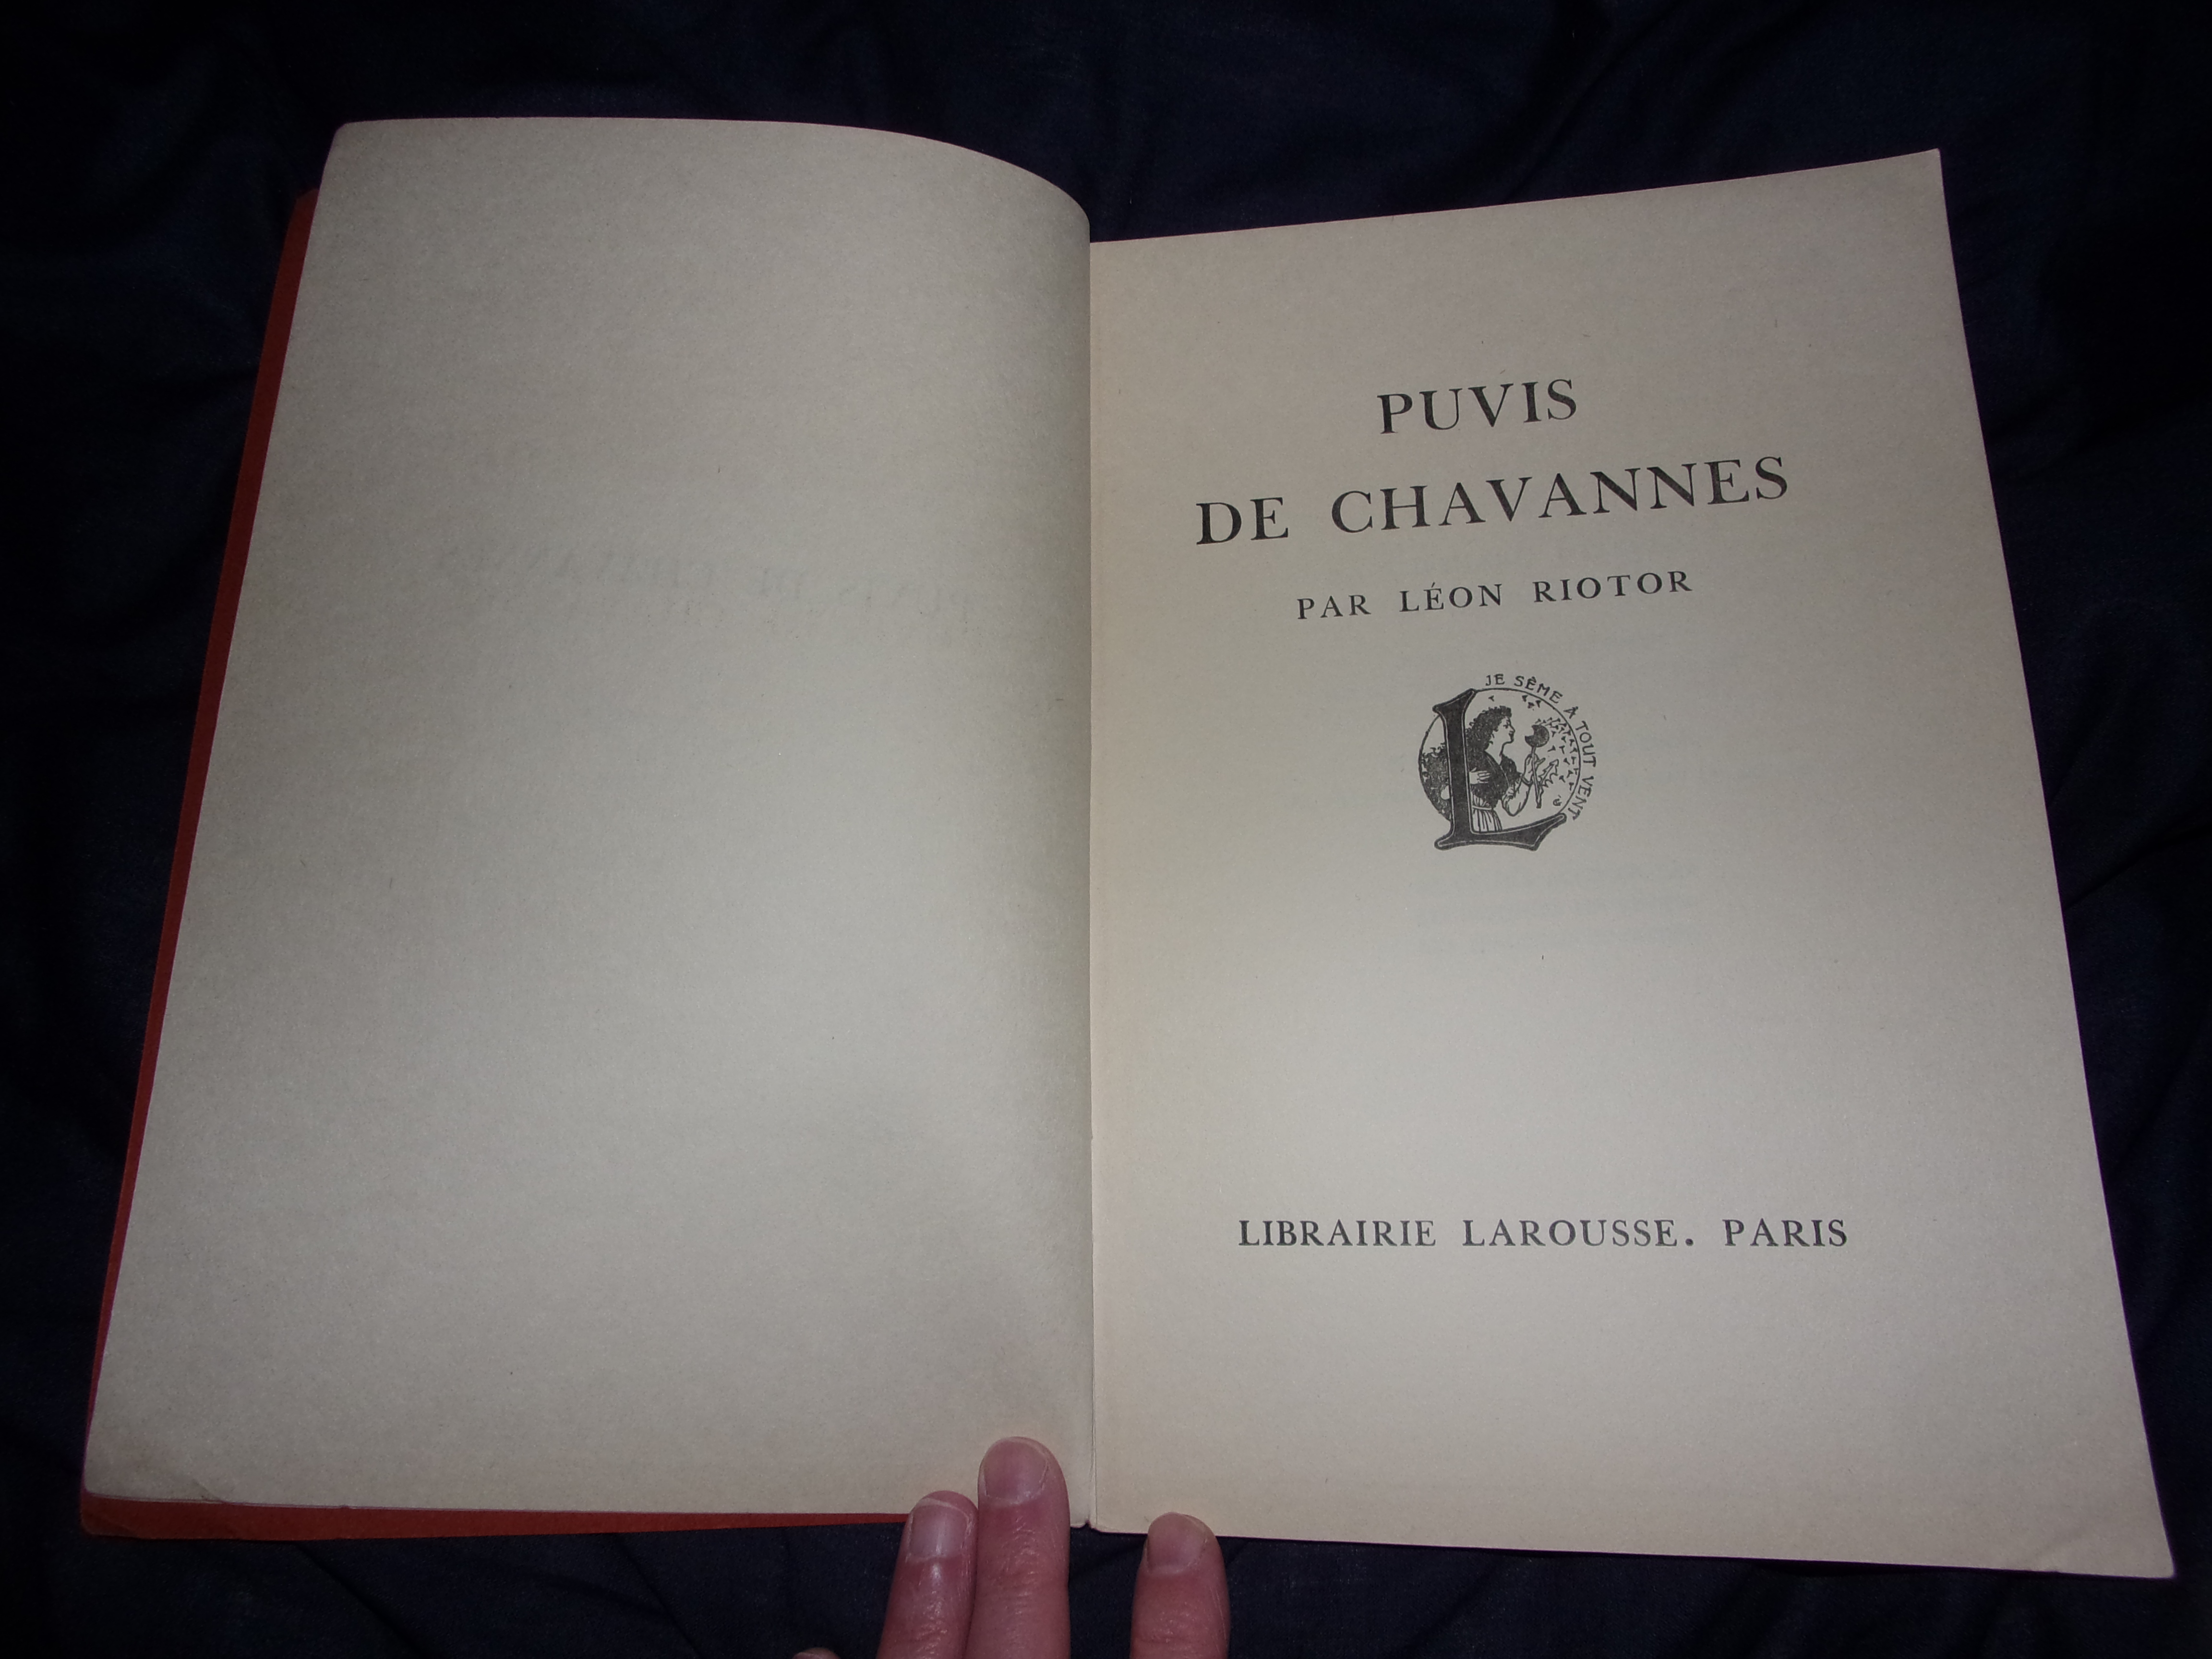 PUVIS
DE CHAVANNES
PAR LÉON RIOTOR
JE SÈME À TOUT VENT
L
LIBRAIRIE LAROUSSE. PARIS